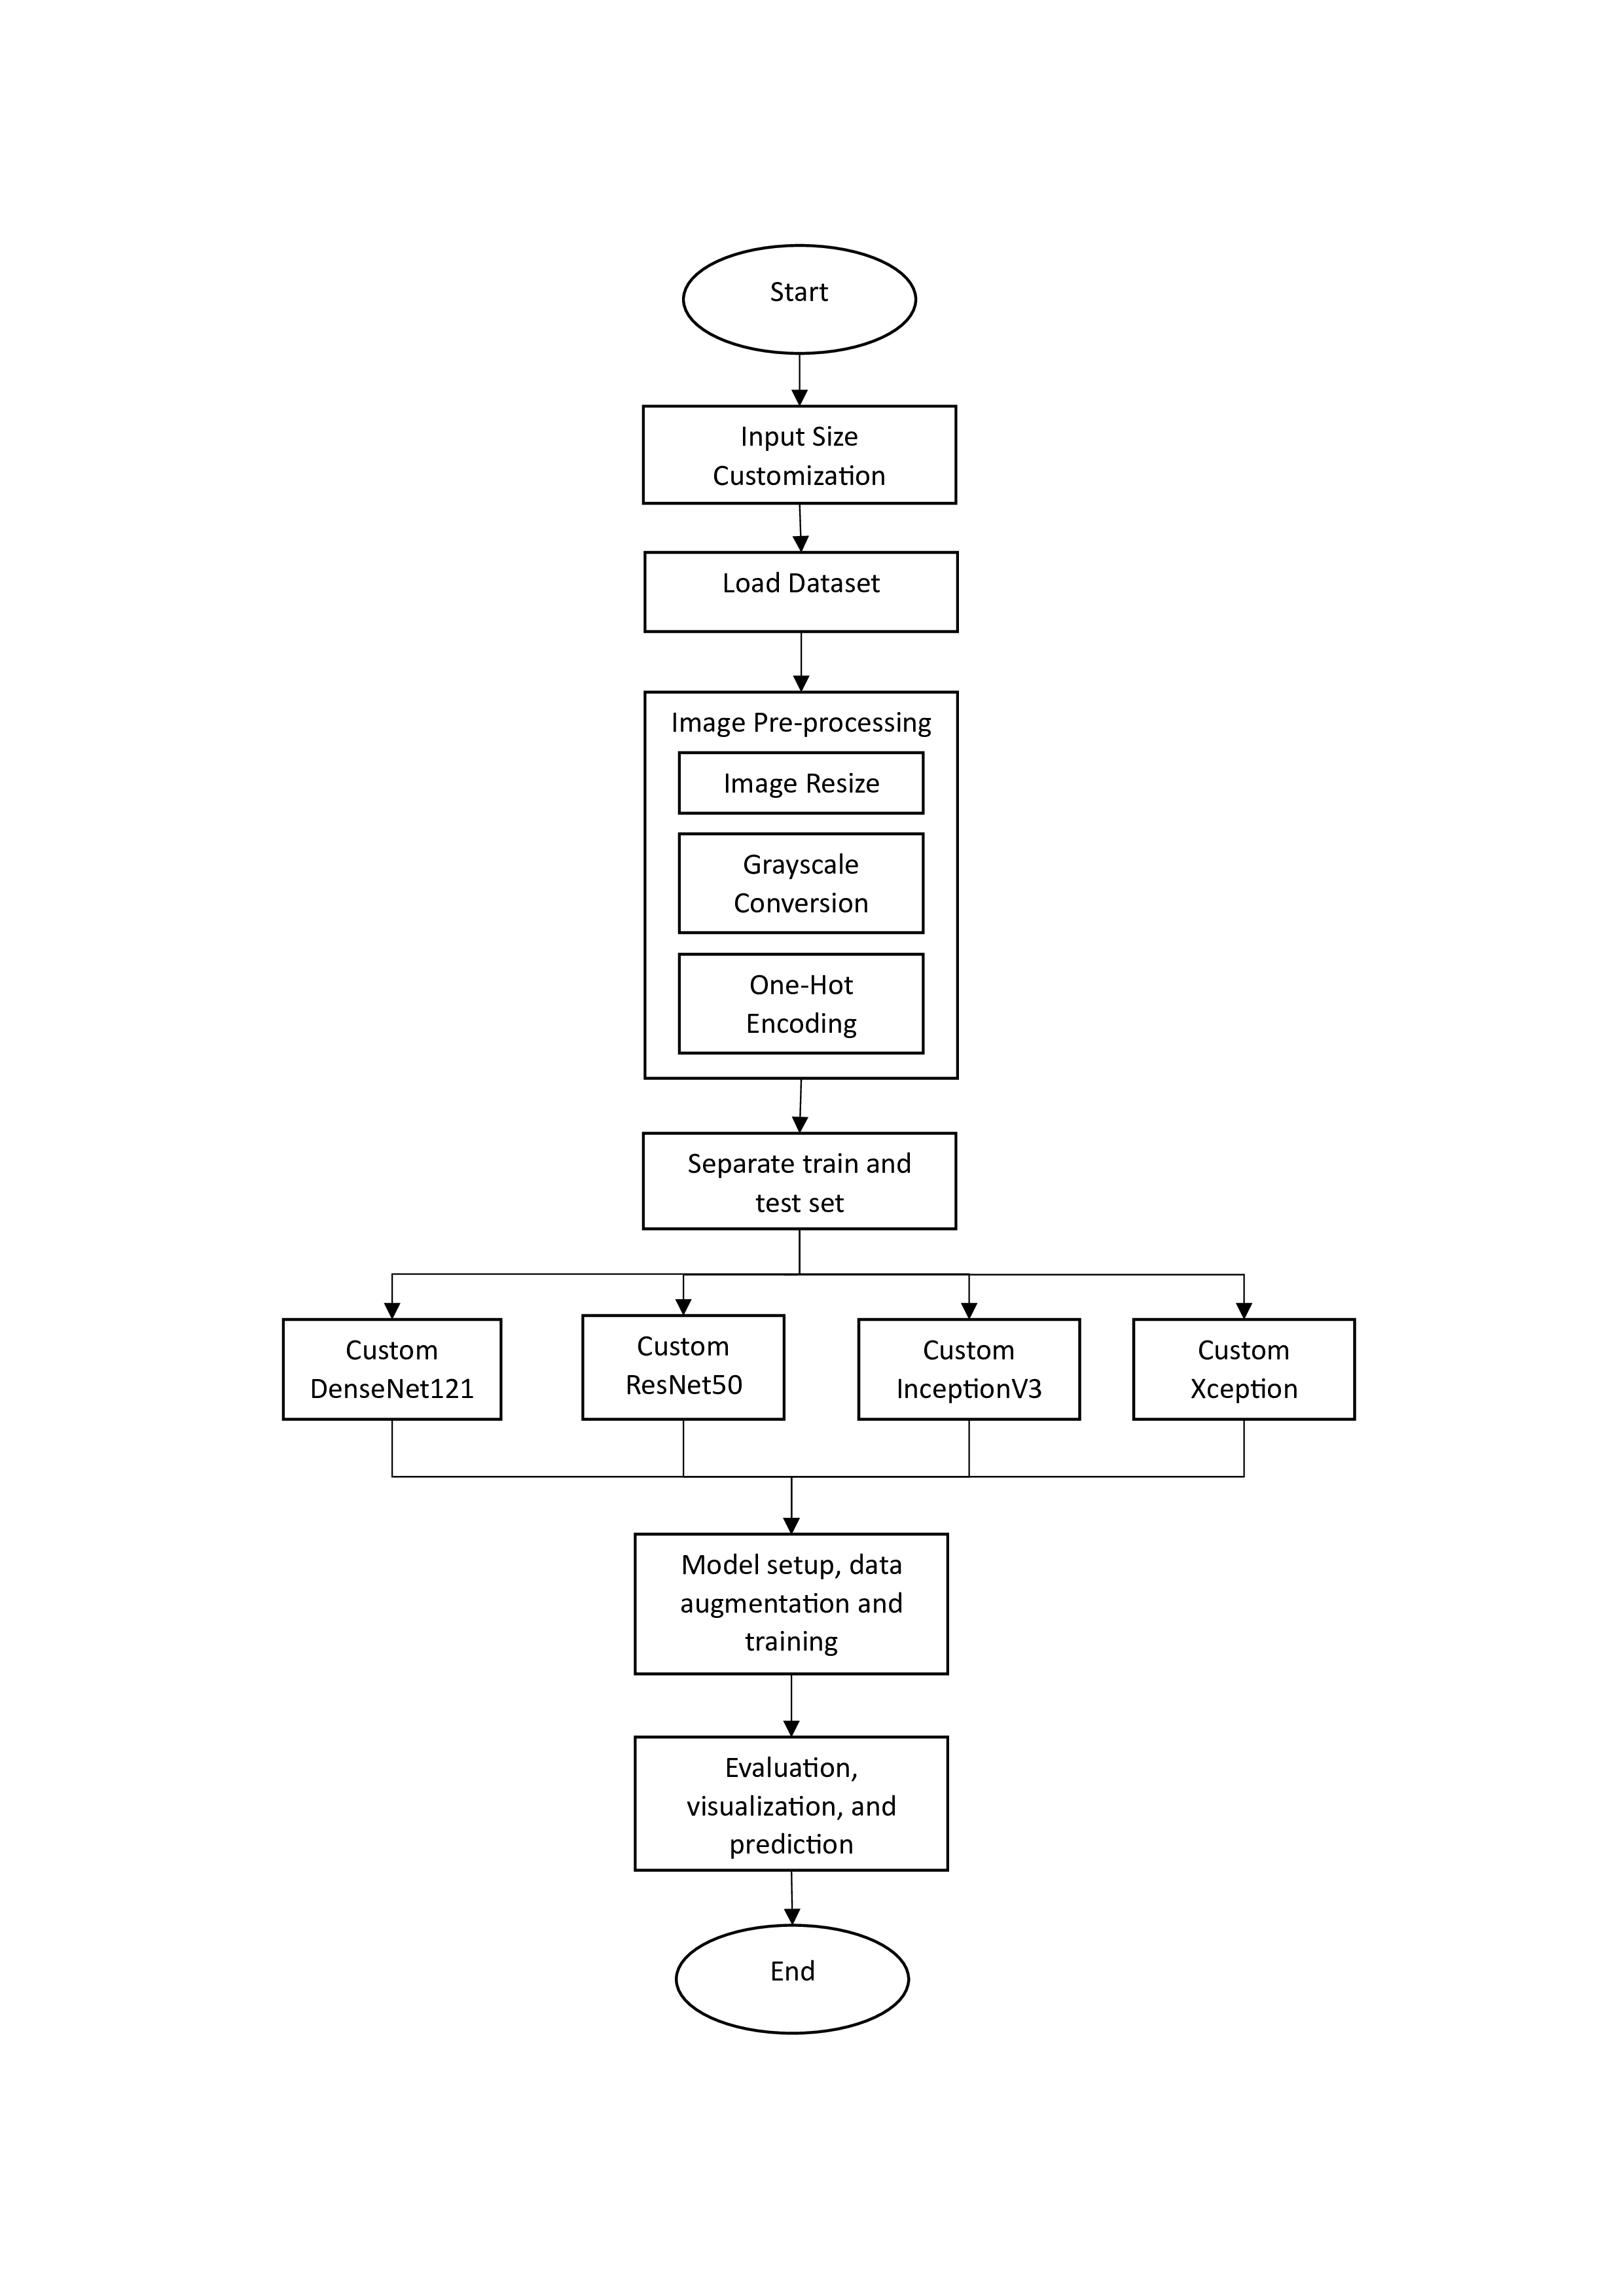 Start
Input Size
Customization
Load Dataset
Image Pre-processing
Image Resize
Grayscale
Conversion
One-Hot
Encoding
Separate train and
test set
Custom
DenseNet121
Custom
ResNet50
Custom
InceptionV3
Custom
Xception
Model setup, data
augmentation and
training
Evaluation,
visualization, and
prediction
End